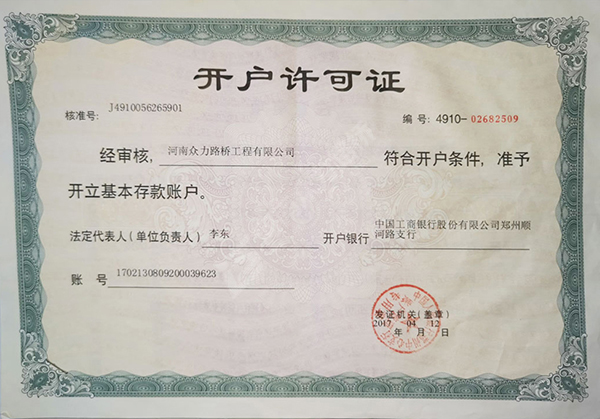 开户许可证
核准号: J4910056265901 编号: 4910-02682509
经审核, 河南众力路桥工程有限公司 符合开户条件, 准予
开立基本存款账户。
法定代表人(单位负责人) 李东 开户银行 中国工商银行股份有限公司郑州顺
河路支行
账 号 1702130809200039623
发证机关(盖章)
2017 04 12
年 月 日